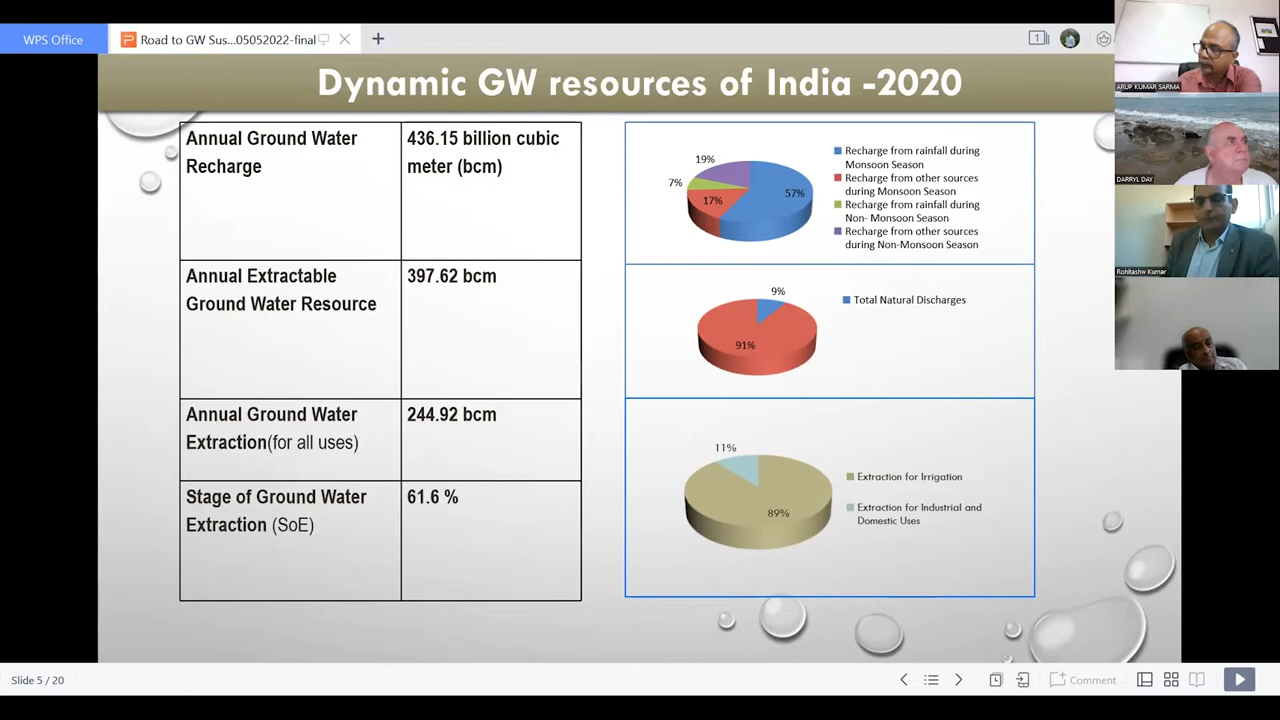 WPS Office
Road to GW Sus...05052022-final
1
Dynamic GW resources of India -2020
Annual Ground Water
Recharge
436.15 billion cubic
meter (bcm)
Annual Extractable
Ground Water Resource
397.62 bcm
Annual Ground Water
Extraction(for all uses)
244.92 bcm
Stage of Ground Water
Extraction (SoE)
61.6 %
19%
7%
17%
57%
Recharge from rainfall during
Monsoon Season
Recharge from other sources
during Monsoon Season
Recharge from rainfall during
Non- Monsoon Season
Recharge from other sources
during Non-Monsoon Season
9%
91%
Total Natural Discharges
11%
89%
Extraction for Irrigation
Extraction for Industrial and
Domestic Uses
ARUP KUMAR SARMA
DARRYL DAY
Rohitashw Kumar
Slide 5 / 20
Comment